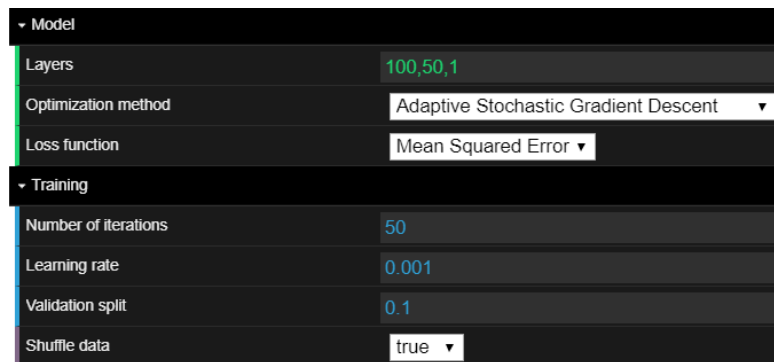 Model
Layers 100,50,1
Optimization method Adaptive Stochastic Gradient Descent
Loss function Mean Squared Error
Training
Number of iterations 50
Learning rate 0.001
Validation split 0.1
Shuffle data true